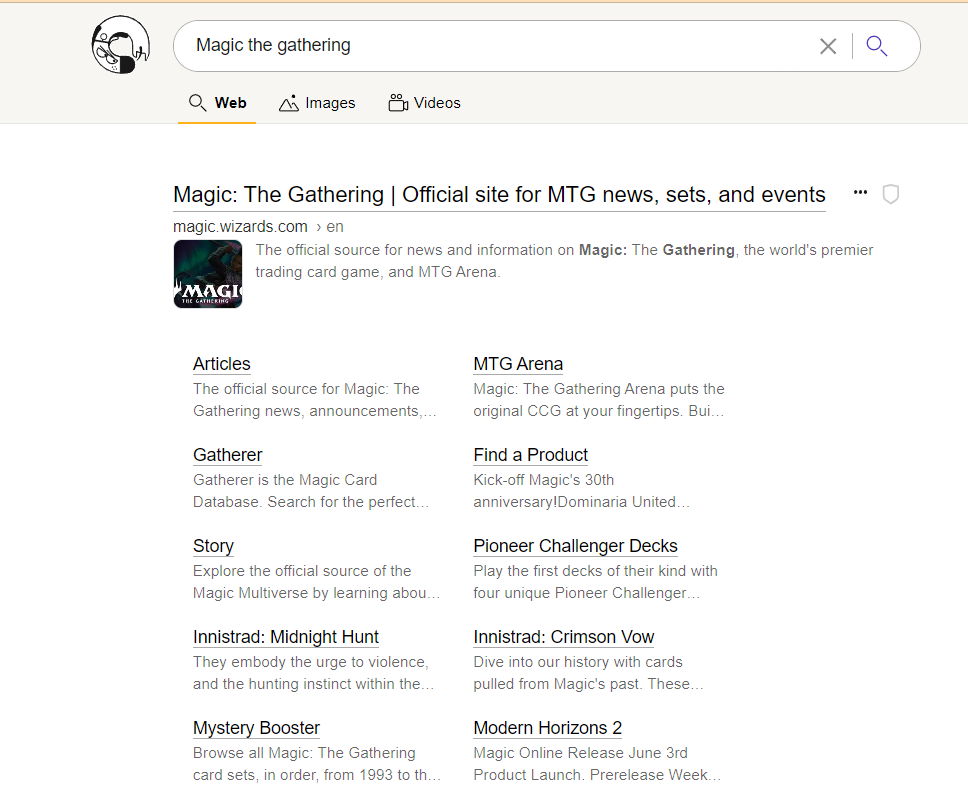 Magic the gathering
Web Images Videos
Magic: The Gathering | Official site for MTG news, sets, and events
magic.wizards.com › en
The official source for news and information on Magic: The Gathering, the world's premier
trading card game, and MTG Arena.
MAGIC
THE GATHERING
Articles
The official source for Magic: The
Gathering news, announcements,...
MTG Arena
Magic: The Gathering Arena puts the
original CCG at your fingertips. Bui...
Gatherer
Gatherer is the Magic Card
Database. Search for the perfect...
Find a Product
Kick-off Magic's 30th
anniversary!Dominaria United...
Story
Explore the official source of the
Magic Multiverse by learning abou...
Pioneer Challenger Decks
Play the first decks of their kind with
four unique Pioneer Challenger...
Innistrad: Midnight Hunt
They embody the urge to violence,
and the hunting instinct within the...
Innistrad: Crimson Vow
Dive into our history with cards
pulled from Magic's past. These...
Mystery Booster
Browse all Magic: The Gathering
card sets, in order, from 1993 to th...
Modern Horizons 2
Magic Online Release June 3rd
Product Launch. Prerelease Week...